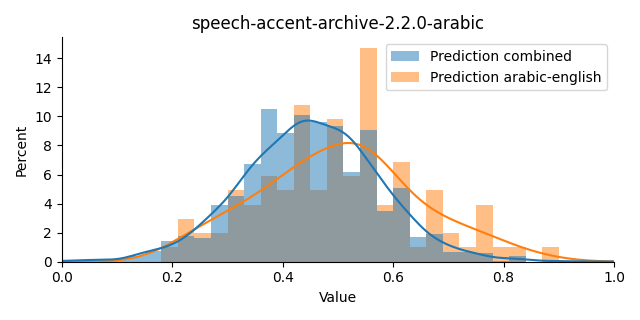 speech-accent-archive-2.2.0-arabic
Prediction combined
Prediction arabic-english
Percent
14
12
10
8
6
4
2
0
0.0 0.2 0.4 0.6 0.8 1.0
Value